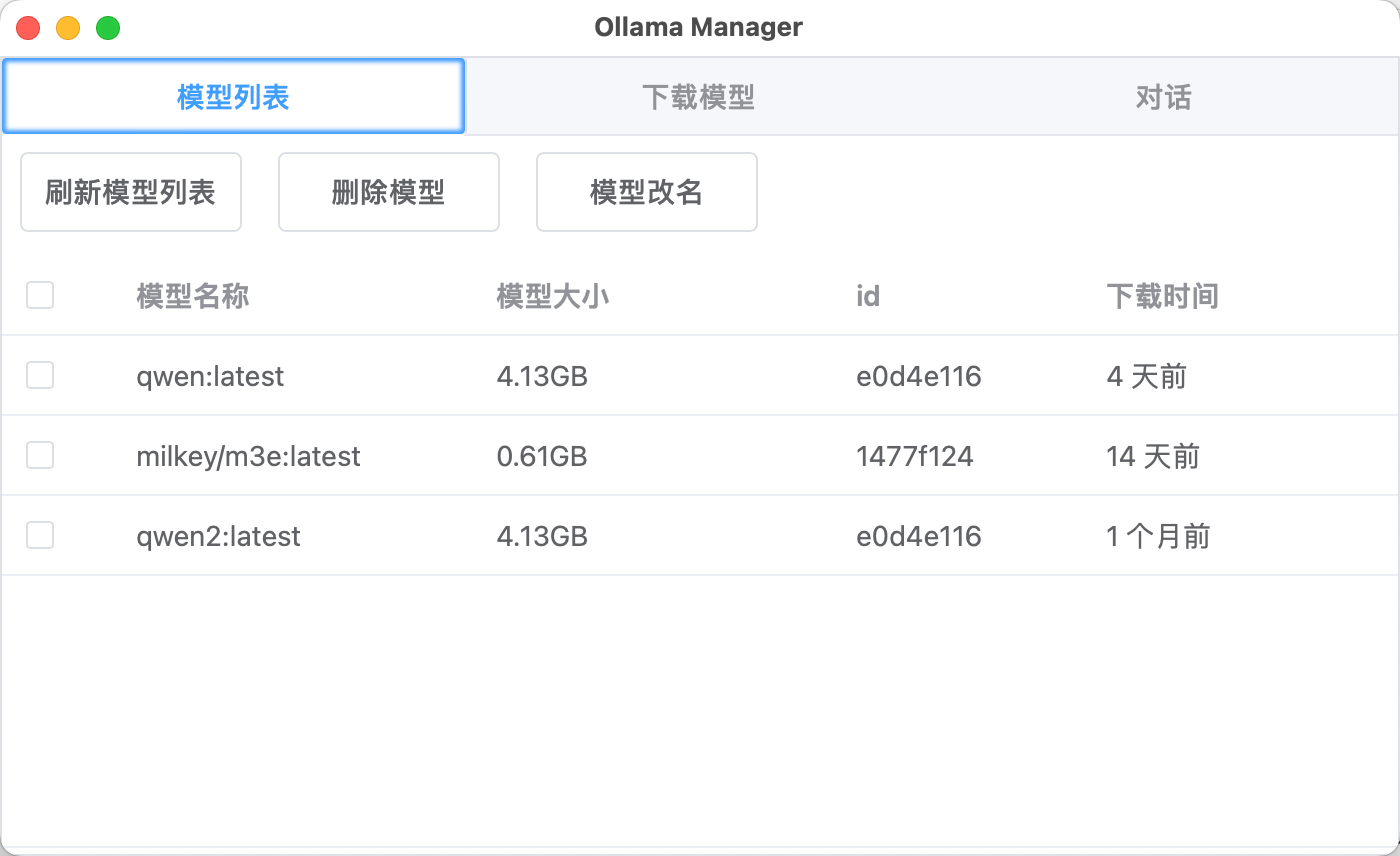 Ollama Manager
模型列表 下载模型 对话
刷新模型列表 删除模型 模型改名
模型名称 模型大小 id 下载时间
qwen:latest 4.13GB e0d4e116 4 天前
milkey/m3e:latest 0.61GB 1477f124 14 天前
qwen2:latest 4.13GB e0d4e116 1 个月前